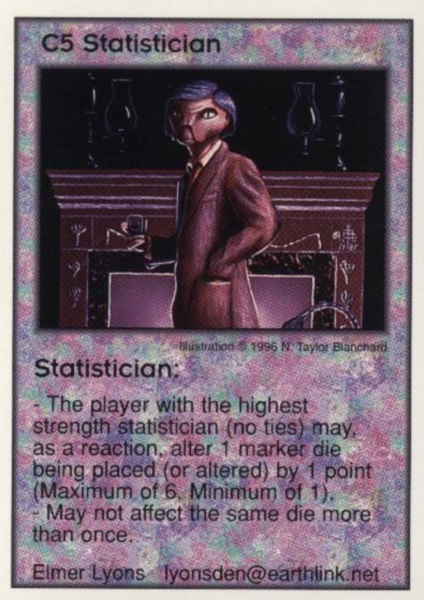 C5 Statistician
Illustration © 1996 N. Taylor Blanchard
Statistician:
- The player with the highest
strength statistician (no ties) may,
as a reaction, alter 1 marker die
being placed (or altered) by 1 point
(Maximum of 6, Minimum of 1).
- May not affect the same die more
than once.
Elmer Lyons lyonsden@earthlink.net